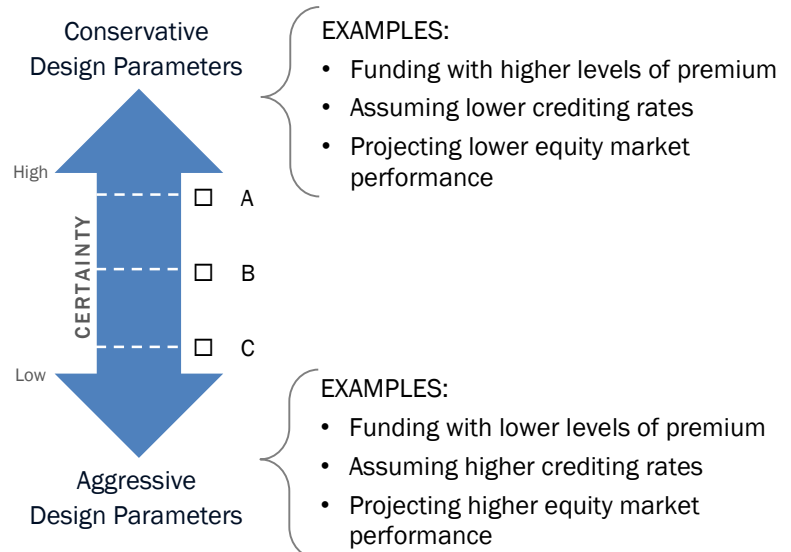 Conservative
Design Parameters
EXAMPLES:
• Funding with higher levels of premium
• Assuming lower crediting rates
• Projecting lower equity market
performance
High
CERTAINTY
☐ A
☐ B
☐ C
Low
EXAMPLES:
• Funding with lower levels of premium
• Assuming higher crediting rates
• Projecting higher equity market
performance
Aggressive
Design Parameters